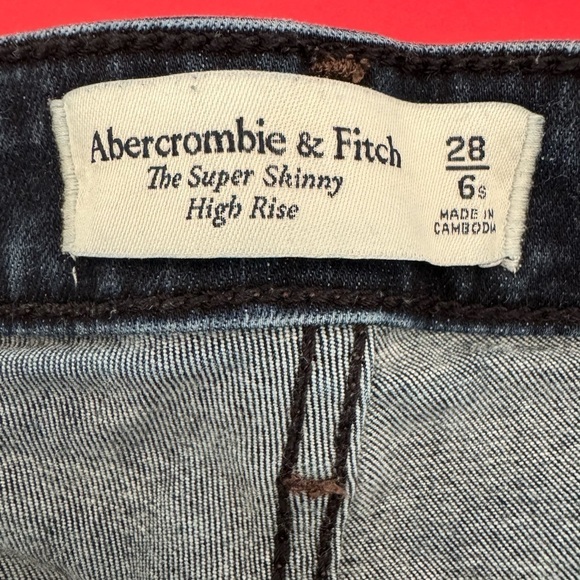 Abercrombie & Fitch
The Super Skinny
High Rise
28
6s
MADE IN
CAMBODIA